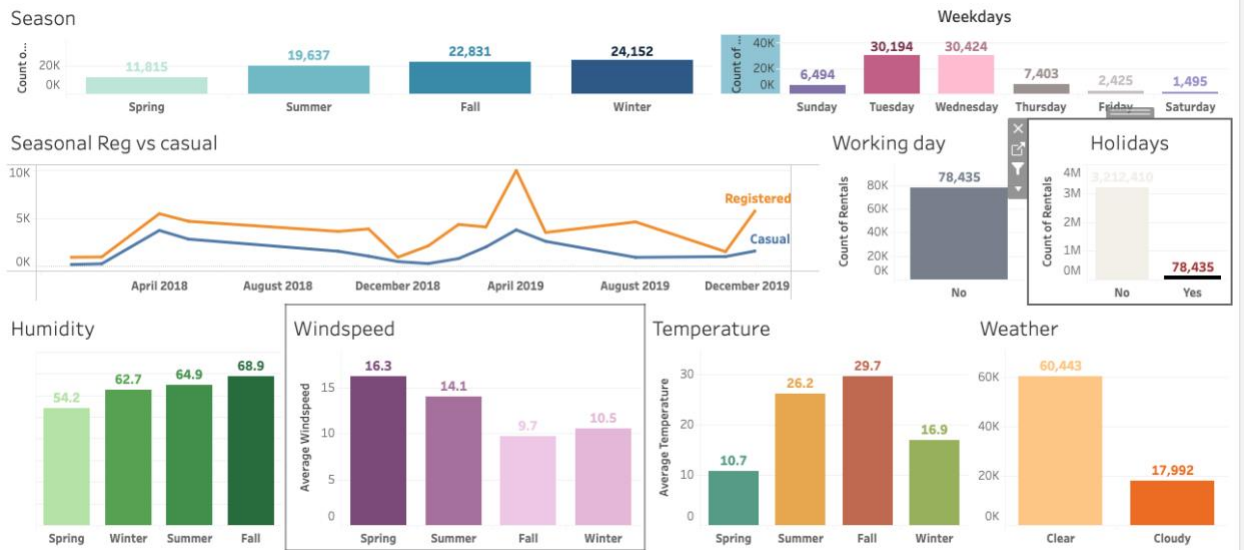 Season
Count o...
20K
0K
11,815
19,637
22,831
24,152
Spring
Summer
Fall
Winter
Weekdays
Count of ...
40K
20K
0K
6,494
30,194
30,424
7,403
2,425
1,495
Sunday
Tuesday
Wednesday
Thursday
Friday
Saturday
Seasonal Reg vs casual
10K
5K
0K
Registered
Casual
April 2018
August 2018
December 2018
April 2019
August 2019
December 2019
Working day
Count of Rentals
80K
60K
40K
20K
0K
78,435
No
Holidays
Count of Rentals
4M
3M
2M
1M
0M
3,212,410
78,435
No
Yes
Humidity
54.2
62.7
64.9
68.9
Spring
Winter
Summer
Fall
Windspeed
Average Windspeed
15
10
5
0
16.3
14.1
9.7
10.5
Spring
Summer
Fall
Winter
Temperature
Average Temperature
30
20
10
0
10.7
26.2
29.7
16.9
Spring
Summer
Fall
Winter
Weather
60K
40K
20K
0K
60,443
17,992
Clear
Cloudy